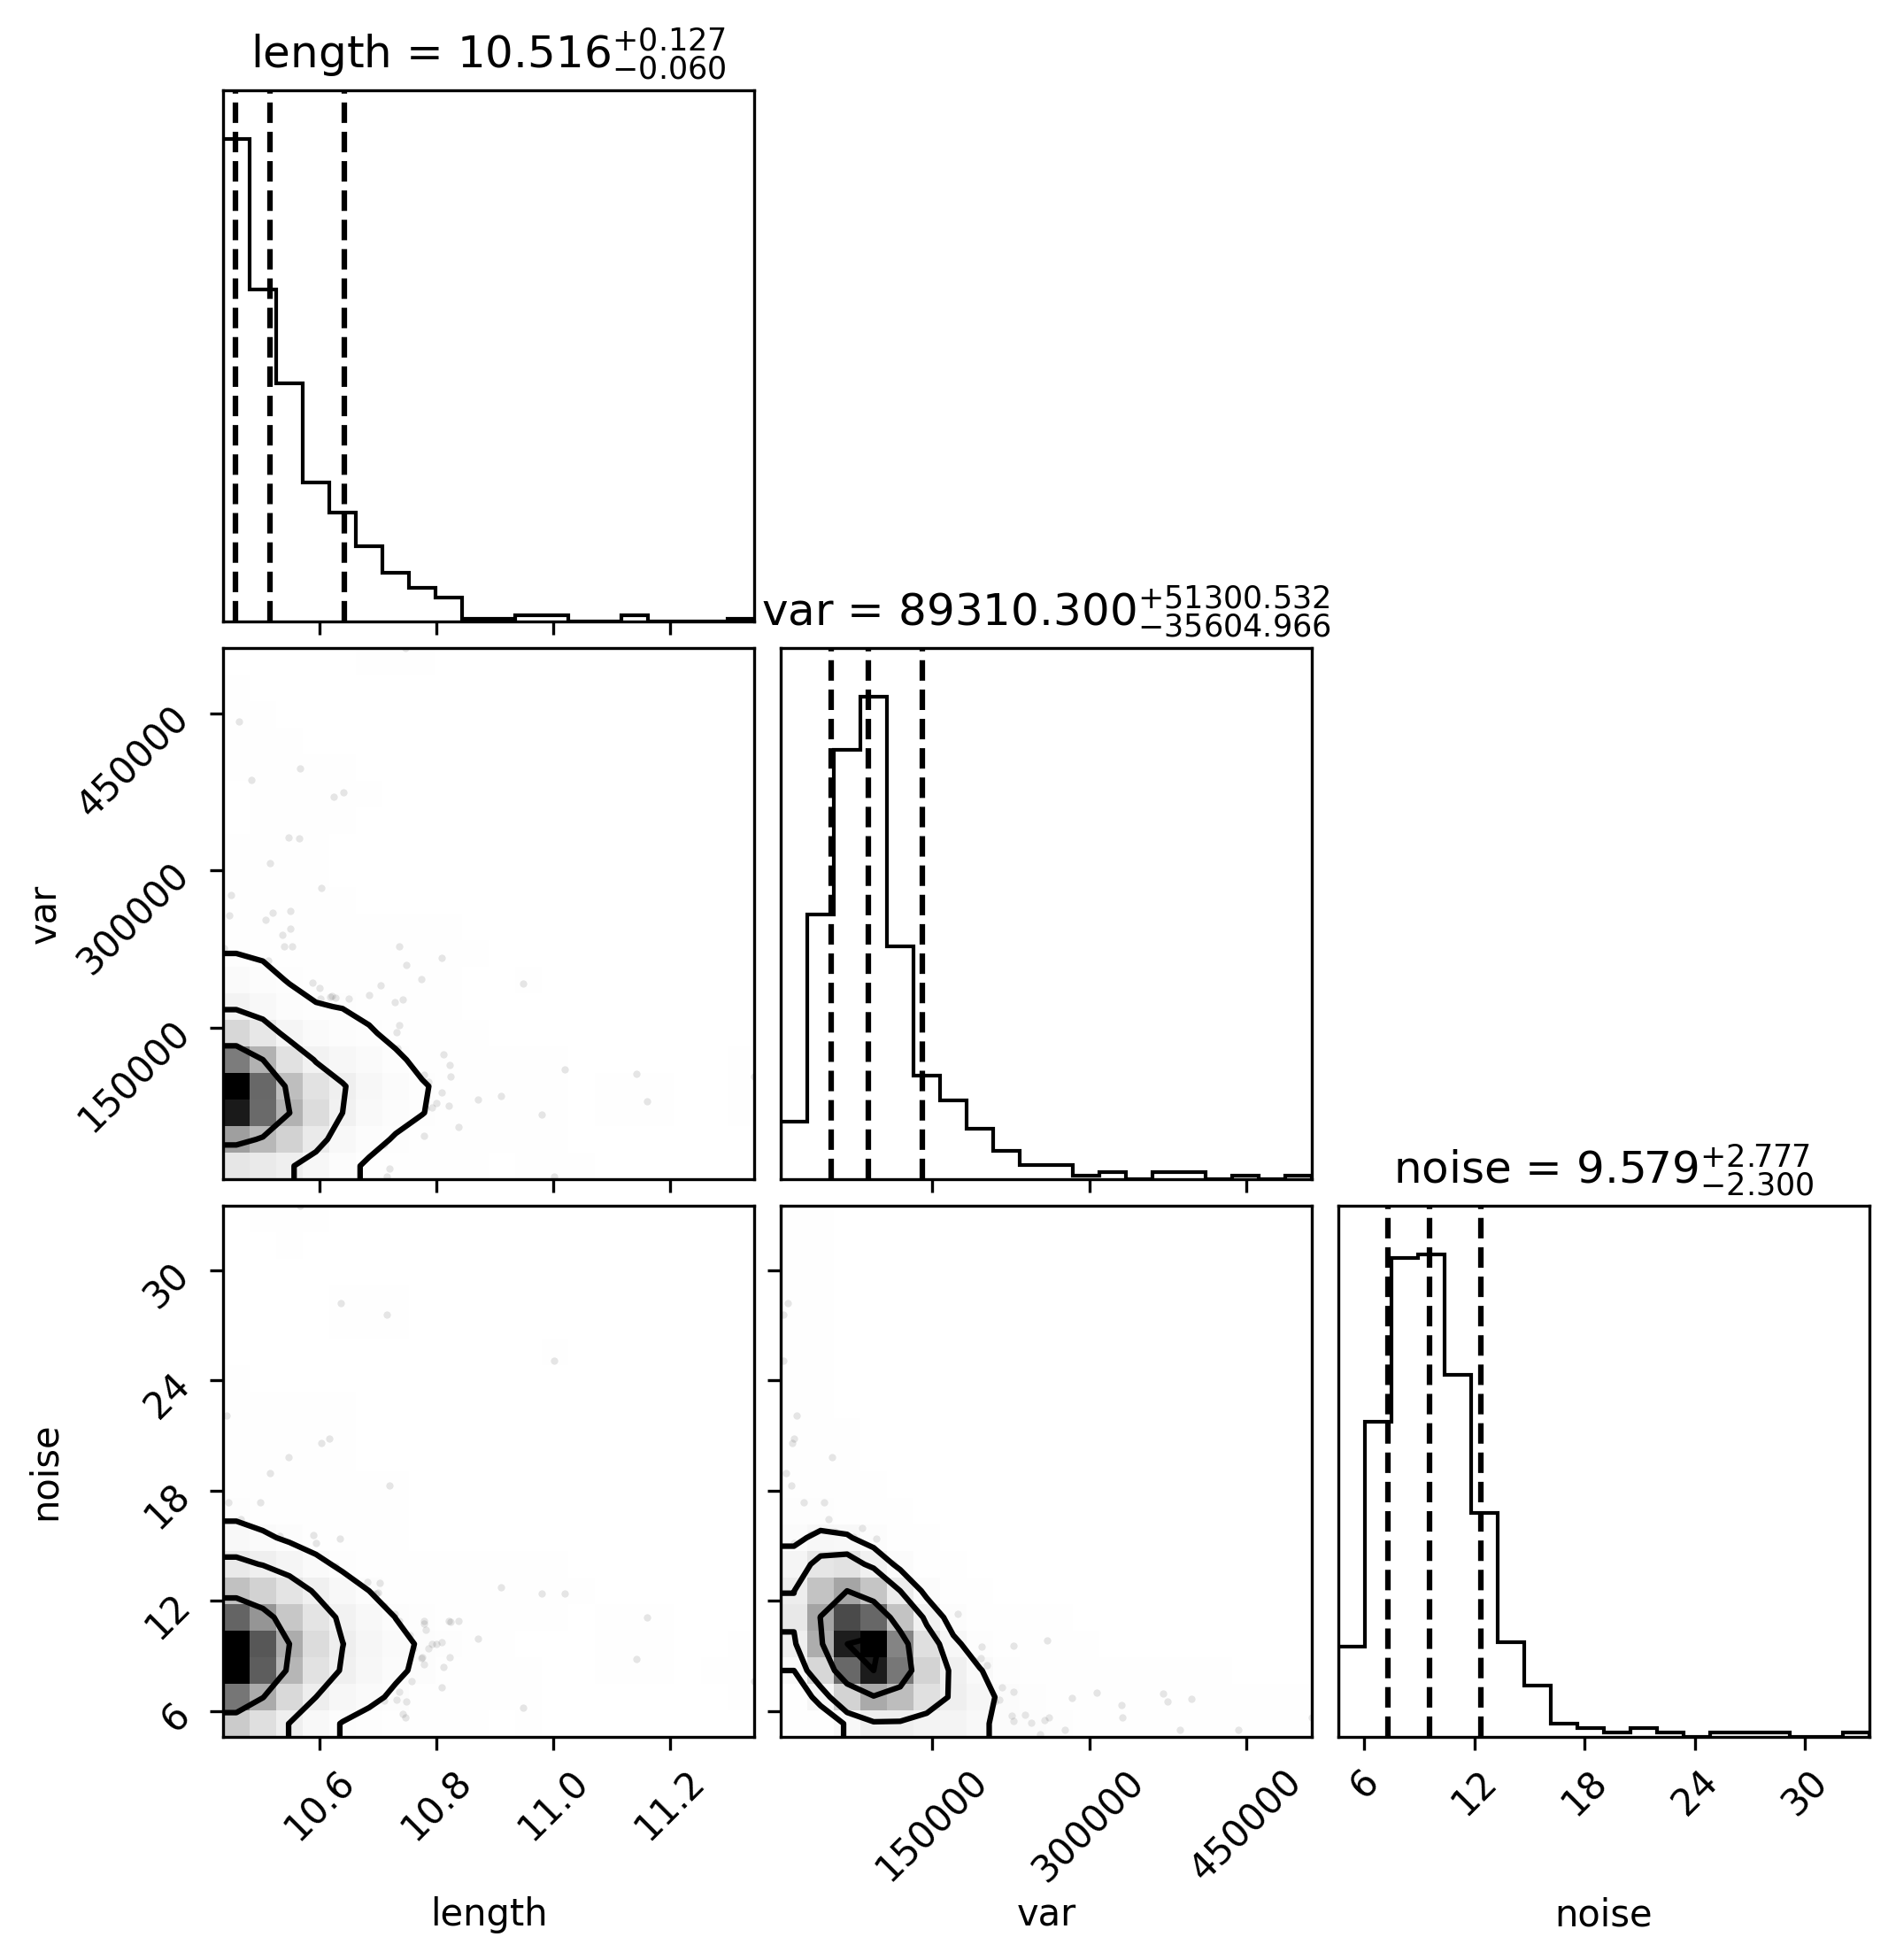 length = 10.516 +0.127 −0.060
var = 89310.300 +51300.532 −35604.966
450000
300000
150000
var
noise = 9.579 +2.777 −2.300
30
24
18
12
6
noise
10.6 10.8 11.0 11.2
150000 300000 450000
6 12 18 24 30
length var noise